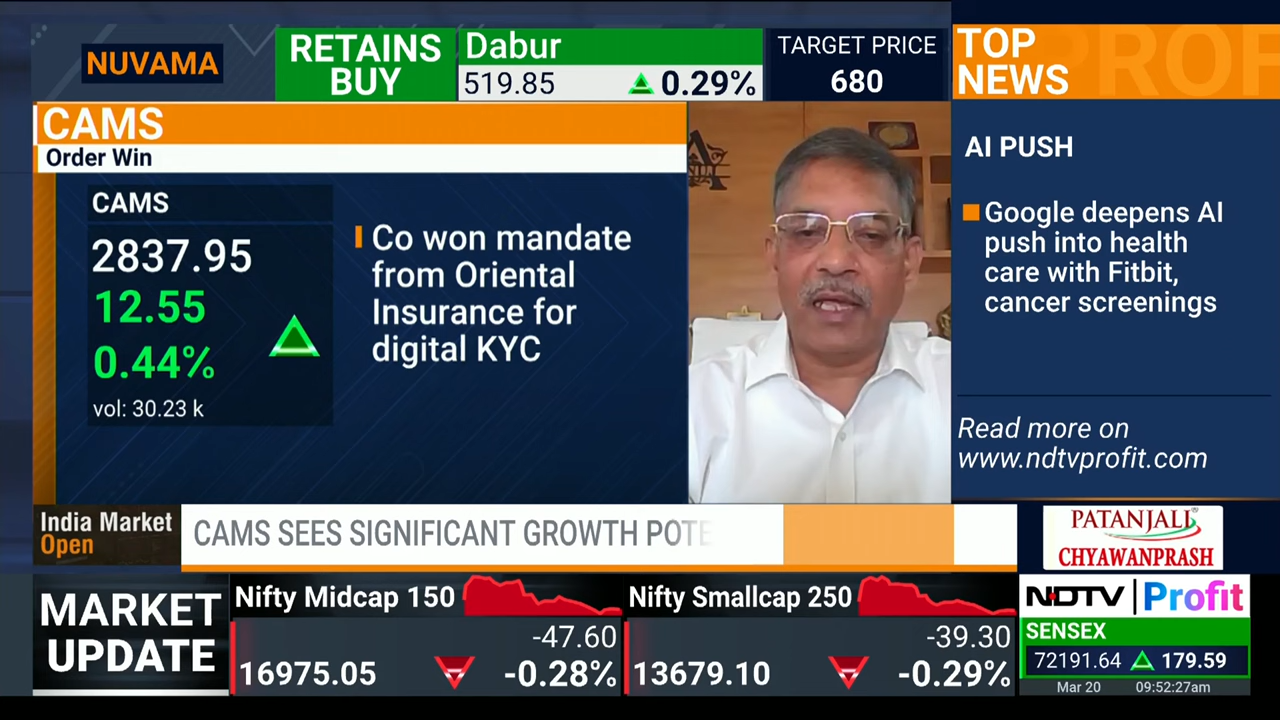 NUVAMA
RETAINS
BUY
Dabur
519.85
0.29%
TARGET PRICE
680
TOP
NEWS
CAMS
Order Win
CAMS
2837.95
12.55
0.44%
vol: 30.23 k
Co won mandate
from Oriental
Insurance for
digital KYC
AI PUSH
Google deepens AI
push into health
care with Fitbit,
cancer screenings
Read more on
www.ndtvprofit.com
India Market
Open
CAMS SEES SIGNIFICANT GROWTH POTE
PATANJALI
CHYAWANPRASH
MARKET
UPDATE
Nifty Midcap 150
-47.60
16975.05
-0.28%
Nifty Smallcap 250
-39.30
13679.10
-0.29%
NDTV Profit
SENSEX
72191.64 179.59
Mar 20 09:52:27am